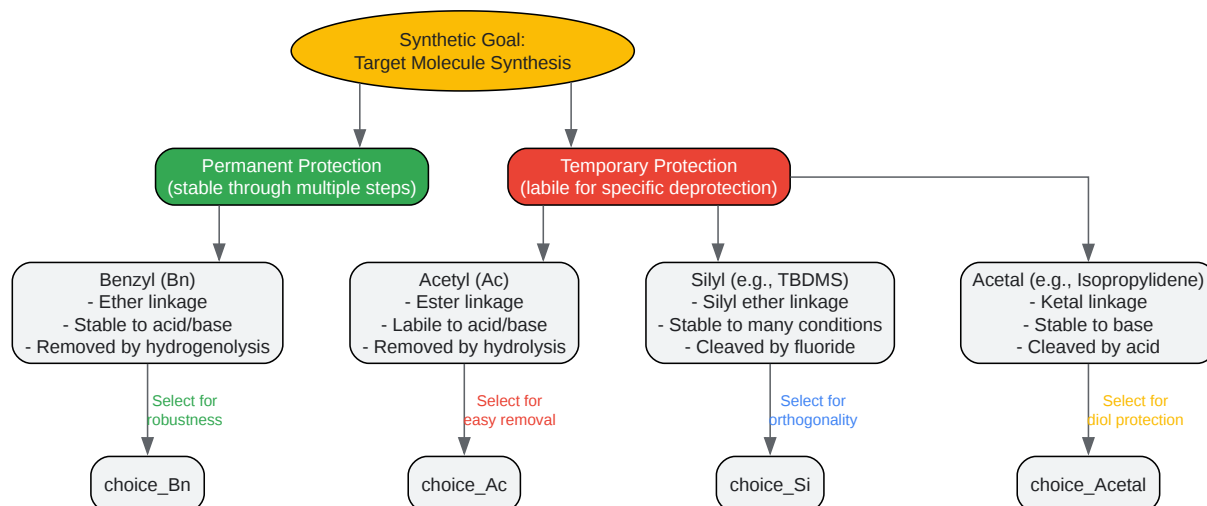 Synthetic Goal:
Target Molecule Synthesis
Permanent Protection
(stable through multiple steps)
Temporary Protection
(labile for specific deprotection)
Benzyl (Bn)
- Ether linkage
- Stable to acid/base
- Removed by hydrogenolysis
Acetyl (Ac)
- Ester linkage
- Labile to acid/base
- Removed by hydrolysis
Silyl (e.g., TBDMS)
- Silyl ether linkage
- Stable to many conditions
- Cleaved by fluoride
Acetal (e.g., Isopropylidene)
- Ketal linkage
- Stable to base
- Cleaved by acid
Select for
robustness
Select for
easy removal
Select for
orthogonality
Select for
diol protection
choice_Bn
choice_Ac
choice_Si
choice_Acetal